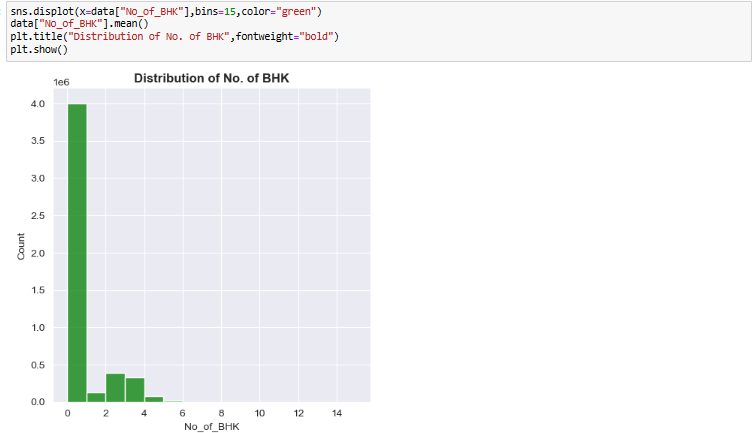 sns.displot(x=data["No_of_BHK"],bins=15,color="green")
data["No_of_BHK"].mean()
plt.title("Distribution of No. of BHK",fontweight="bold")
plt.show()
Distribution of No. of BHK
1e6
4.0
3.5
3.0
2.5
2.0
1.5
1.0
0.5
0.0
Count
0 2 4 6 8 10 12 14
No_of_BHK